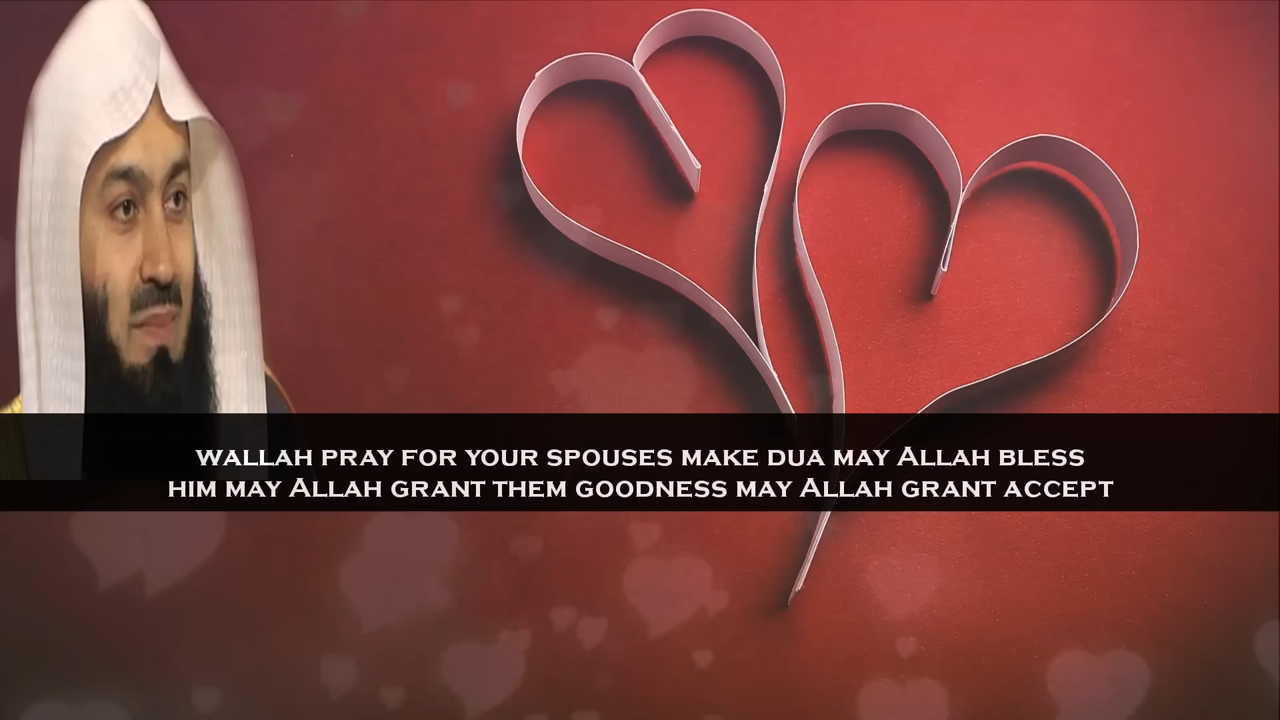 WALLAH PRAY FOR YOUR SPOUSES MAKE DUA MAY ALLAH BLESS
HIM MAY ALLAH GRANT THEM GOODNESS MAY ALLAH GRANT ACCEPT